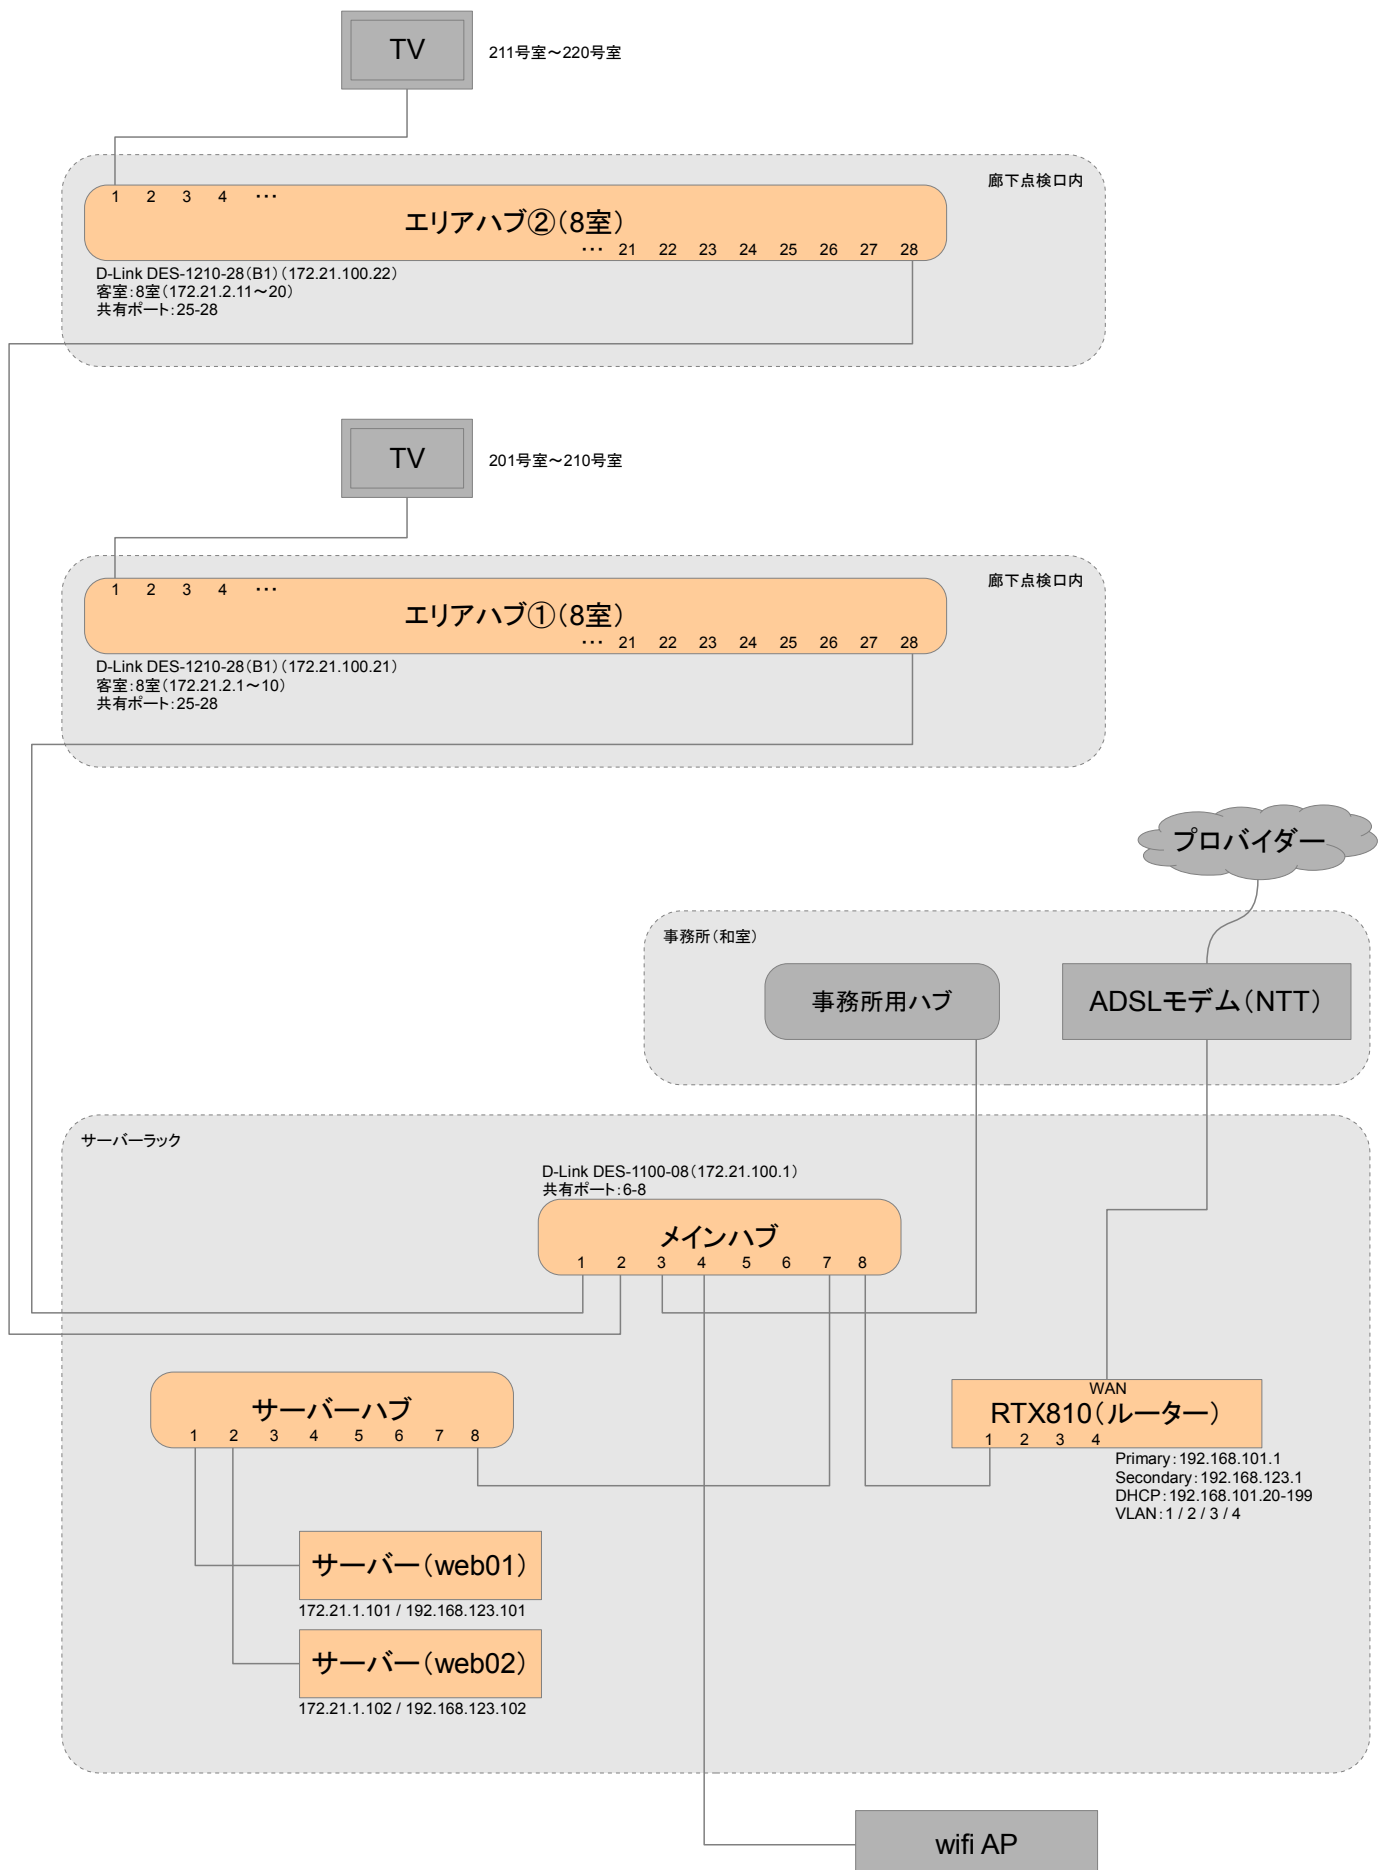 TV
211号室～220号室
廊下点検口内
1 2 3 4 ･･･
エリアハブ②（8室）
･･･ 21 22 23 24 25 26 27 28
D-Link DES-1210-28（B1）（172.21.100.22）
客室：8室（172.21.2.11～20）
共有ポート：25-28
TV
201号室～210号室
廊下点検口内
1 2 3 4 ･･･
エリアハブ①（8室）
･･･ 21 22 23 24 25 26 27 28
D-Link DES-1210-28（B1）（172.21.100.21）
客室：8室（172.21.2.1～10）
共有ポート：25-28
プロバイダー
事務所（和室）
事務所用ハブ
ADSLモデム（NTT）
サーバーラック
D-Link DES-1100-08（172.21.100.1）
共有ポート：6-8
メインハブ
1 2 3 4 5 6 7 8
サーバーハブ
1 2 3 4 5 6 7 8
WAN
RTX810（ルーター）
1 2 3 4
Primary：192.168.101.1
Secondary：192.168.123.1
DHCP：192.168.101.20-199
VLAN：1 / 2 / 3 / 4
サーバー（web01）
172.21.1.101 / 192.168.123.101
サーバー（web02）
172.21.1.102 / 192.168.123.102
wifi AP